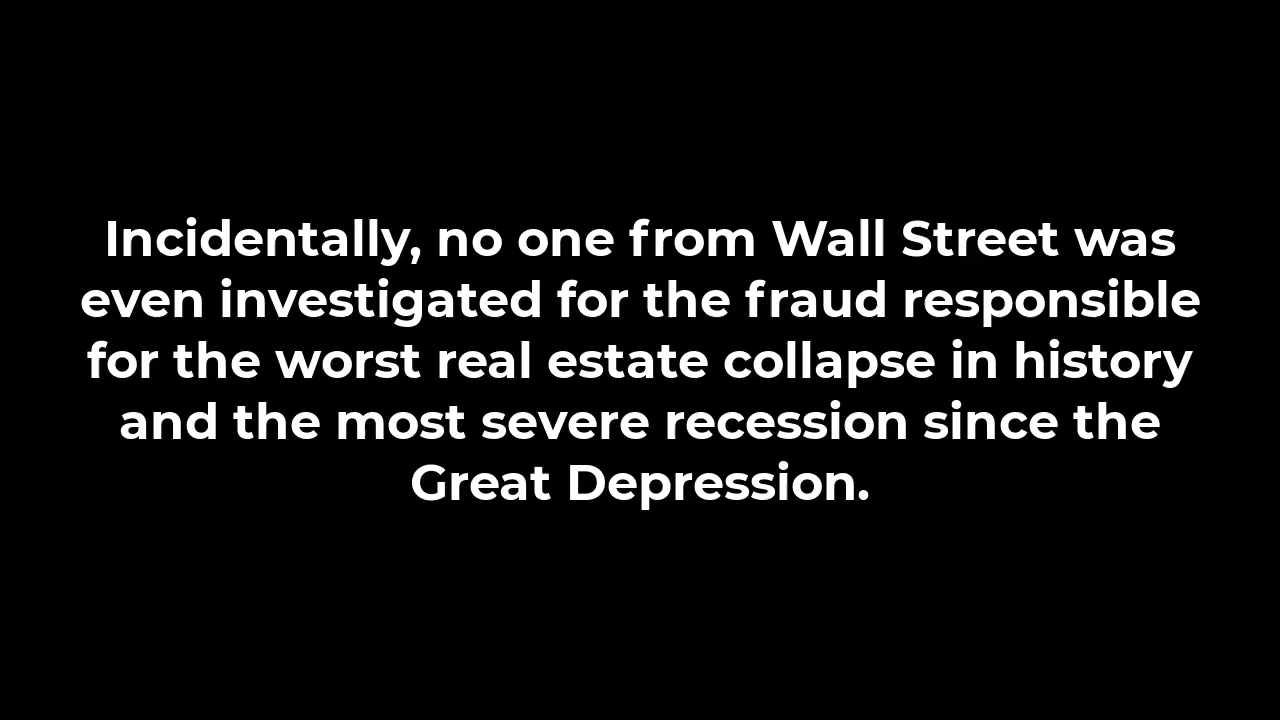 Incidentally, no one from Wall Street was
even investigated for the fraud responsible
for the worst real estate collapse in history
and the most severe recession since the
Great Depression.